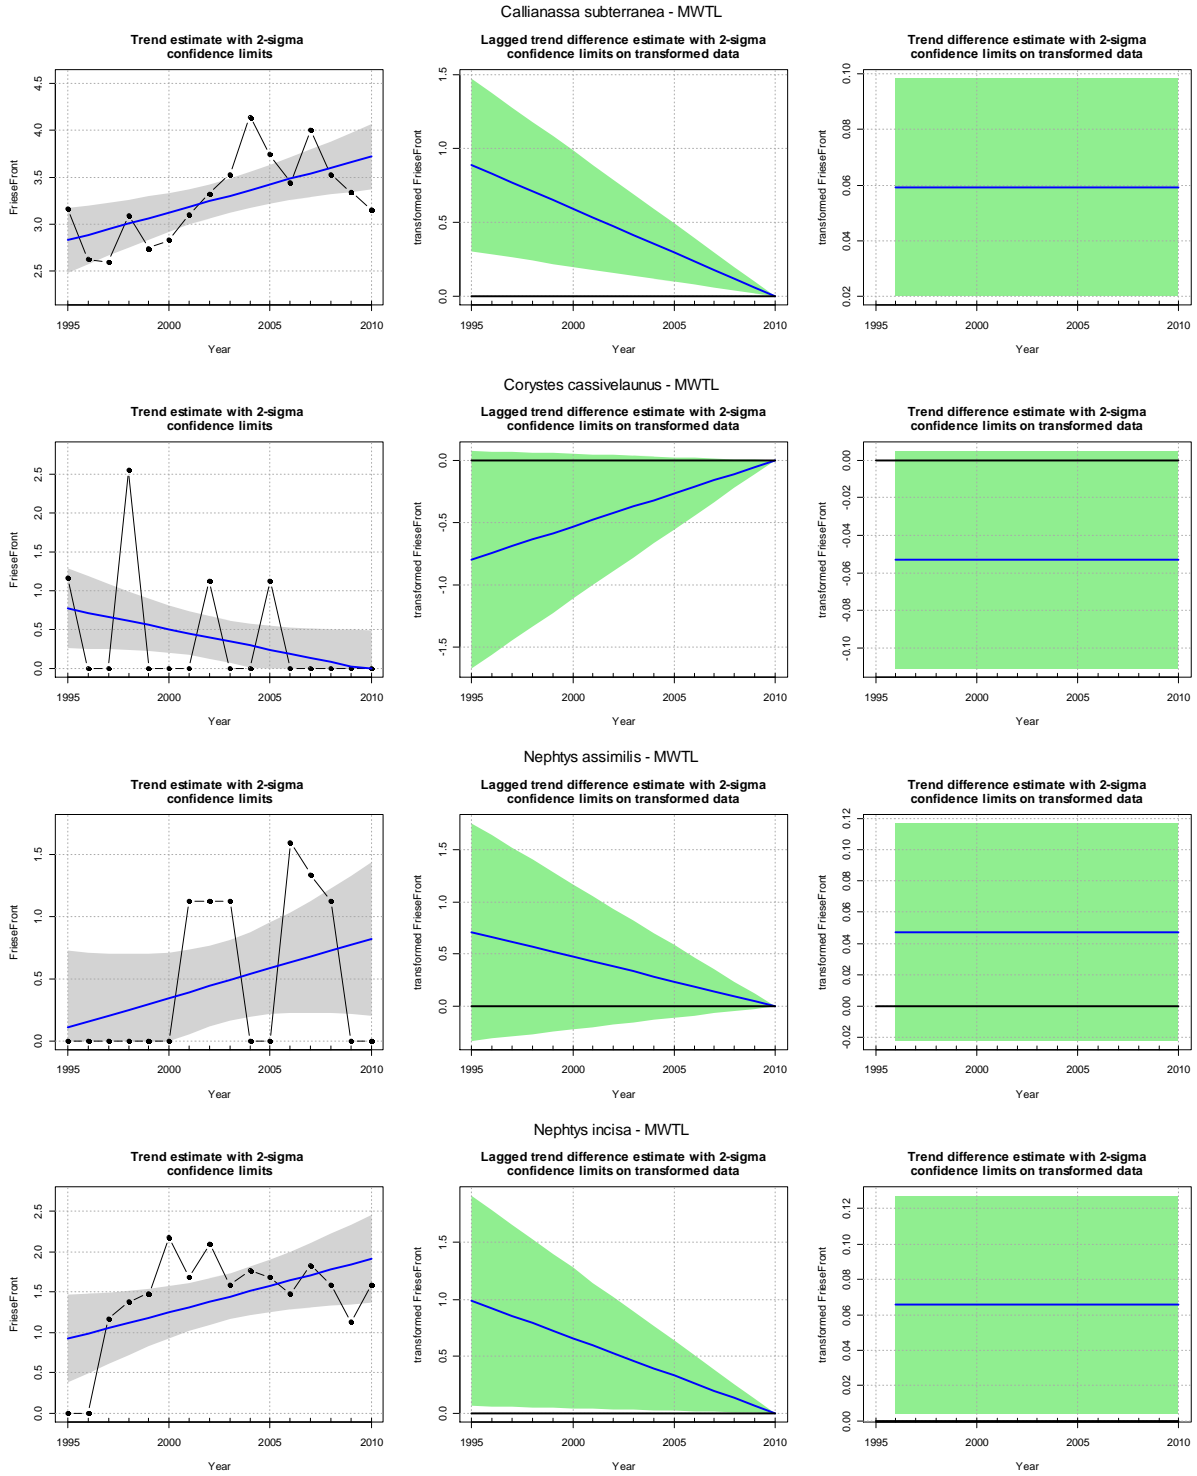 Callianassa subterranea - MWTL
Trend estimate with 2-sigma
confidence limits
Lagged trend difference estimate with 2-sigma
confidence limits on transformed data
Trend difference estimate with 2-sigma
confidence limits on transformed data
FrieseFront
4.5
4.0
3.5
3.0
2.5
1995
2000
2005
2010
Year
transformed FrieseFront
1.5
1.0
0.5
0.0
1995
2000
2005
2010
Year
transformed FrieseFront
0.10
0.08
0.06
0.04
0.02
1995
2000
2005
2010
Year
Corystes cassivelaunus - MWTL
Trend estimate with 2-sigma
confidence limits
Lagged trend difference estimate with 2-sigma
confidence limits on transformed data
Trend difference estimate with 2-sigma
confidence limits on transformed data
FrieseFront
2.5
2.0
1.5
1.0
0.5
0.0
1995
2000
2005
2010
Year
transformed FrieseFront
0.0
-0.5
-1.0
-1.5
1995
2000
2005
2010
Year
transformed FrieseFront
0.00
-0.02
-0.04
-0.06
-0.08
-0.10
1995
2000
2005
2010
Year
Nephtys assimilis - MWTL
Trend estimate with 2-sigma
confidence limits
Lagged trend difference estimate with 2-sigma
confidence limits on transformed data
Trend difference estimate with 2-sigma
confidence limits on transformed data
FrieseFront
1.5
1.0
0.5
0.0
1995
2000
2005
2010
Year
transformed FrieseFront
1.5
1.0
0.5
0.0
1995
2000
2005
2010
Year
transformed FrieseFront
0.12
0.10
0.08
0.06
0.04
0.02
0.00
-0.02
1995
2000
2005
2010
Year
Nephtys incisa - MWTL
Trend estimate with 2-sigma
confidence limits
Lagged trend difference estimate with 2-sigma
confidence limits on transformed data
Trend difference estimate with 2-sigma
confidence limits on transformed data
FrieseFront
2.5
2.0
1.5
1.0
0.5
0.0
1995
2000
2005
2010
Year
transformed FrieseFront
1.5
1.0
0.5
0.0
1995
2000
2005
2010
Year
transformed FrieseFront
0.12
0.10
0.08
0.06
0.04
0.02
0.00
1995
2000
2005
2010
Year